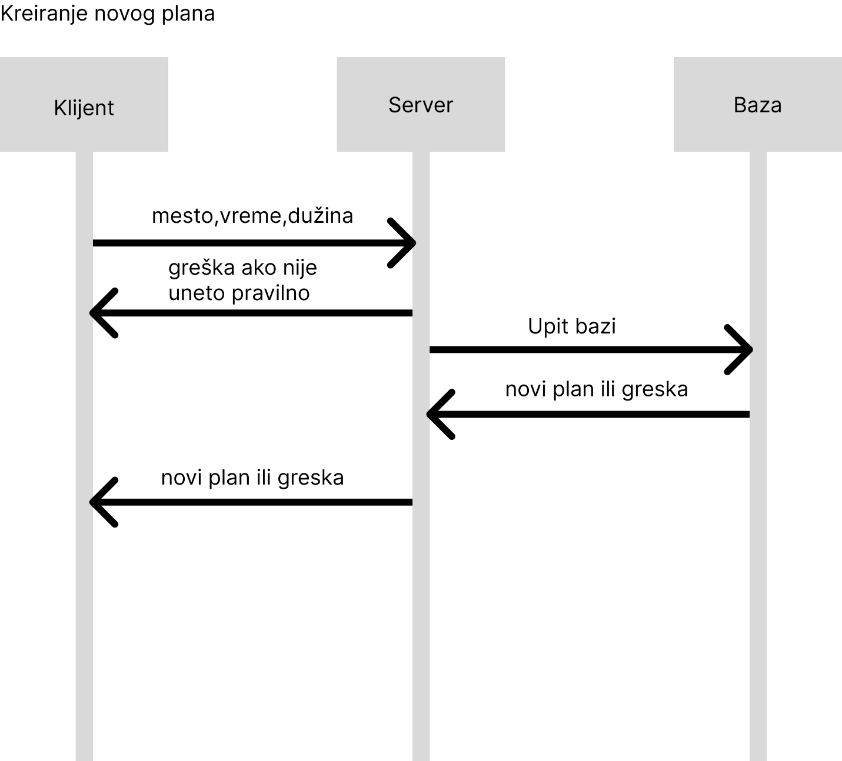 Kreiranje novog plana
Klijent
Server
Baza
mesto,vreme,dužina
greška ako nije
uneto pravilno
Upit bazi
novi plan ili greska
novi plan ili greska